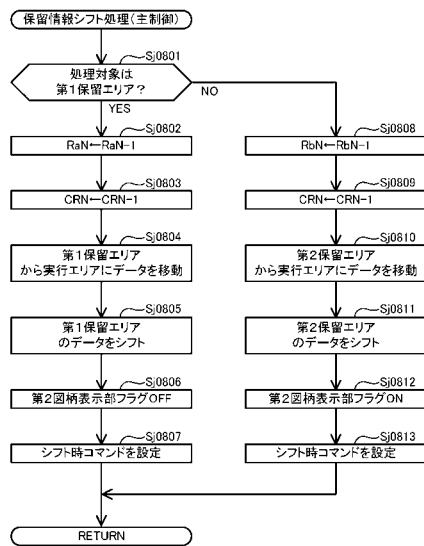 保留情報シフト処理(主制御)
Sj0801
処理対象は
第1保留エリア?
NO
YES
Sj0802
RaN←RaN-1
Sj0803
CRN←CRN-1
Sj0804
第1保留エリア
から実行エリアにデータを移動
Sj0805
第1保留エリア
のデータをシフト
Sj0806
第2図柄表示部フラグOFF
Sj0807
シフト時コマンドを設定
Sj0808
RbN←RbN-1
Sj0809
CRN←CRN-1
Sj0810
第2保留エリア
から実行エリアにデータを移動
Sj0811
第2保留エリア
のデータをシフト
Sj0812
第2図柄表示部フラグON
Sj0813
シフト時コマンドを設定
RETURN